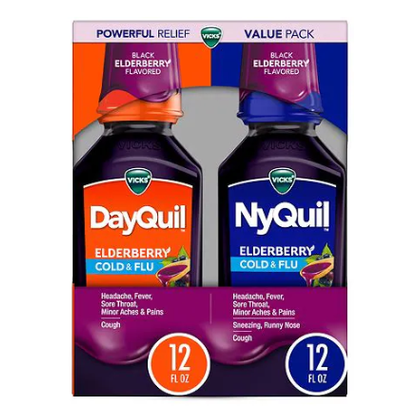 POWERFUL RELIEF VICKS VALUE PACK
BLACK
ELDERBERRY
FLAVORED
VICKS
DayQuil™
ELDERBERRY
COLD & FLU
Headache, Fever,
Sore Throat,
Minor Aches & Pains
Cough
12
FL OZ
BLACK
ELDERBERRY
FLAVORED
VICKS
NyQuil™
ELDERBERRY
COLD & FLU
Headache, Fever,
Sore Throat,
Minor Aches & Pains
Sneezing, Runny Nose
Cough
12
FL OZ